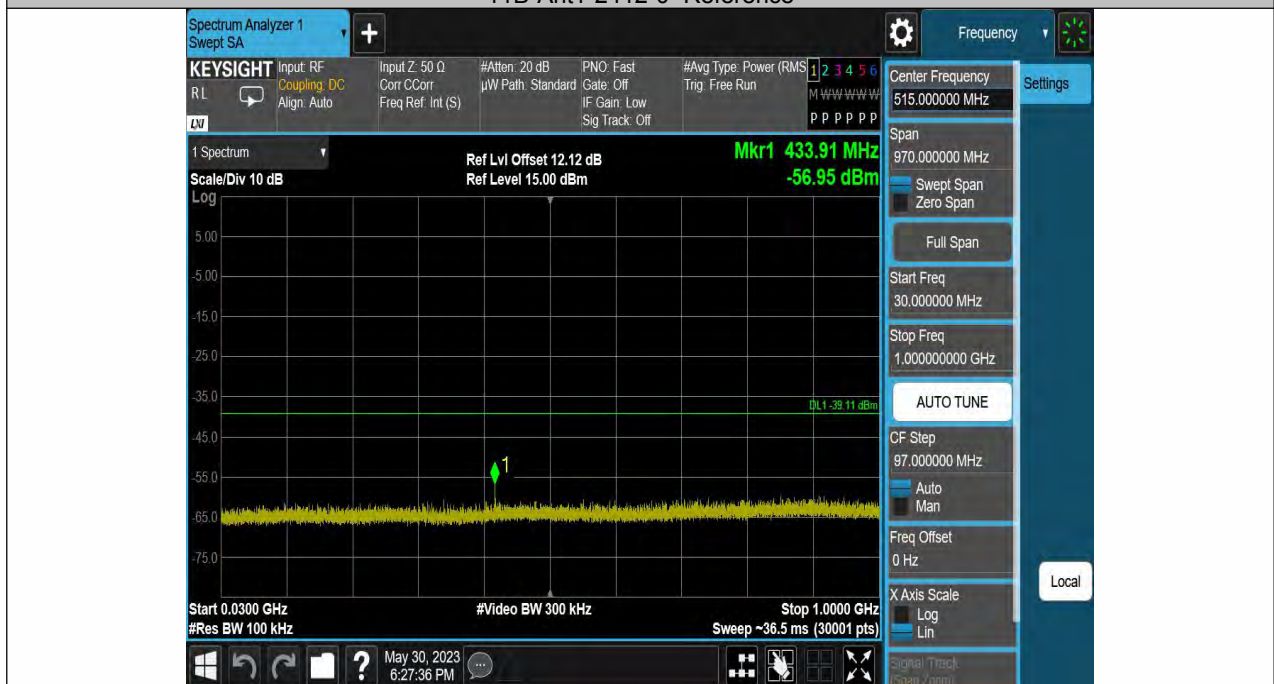 Spectrum Analyzer 1
Swept SA
+
Frequency
KEYSIGHT
RL
LXI
Input: RF
Coupling: DC
Align: Auto
Input Z: 50 Ω
Corr CCorr
Freq Ref: Int (S)
#Atten: 20 dB
µW Path: Standard
PNO: Fast
Gate: Off
IF Gain: Low
Sig Track: Off
#Avg Type: Power (RMS
Trig: Free Run
1 2 3 4 5 6
M W W W W W
P P P P P P
Center Frequency
515.000000 MHz
Settings
1 Spectrum
Scale/Div 10 dB
Ref Lvl Offset 12.12 dB
Ref Level 15.00 dBm
Mkr1 433.91 MHz
-56.95 dBm
Log
5.00
-5.00
-15.0
-25.0
-35.0
-45.0
-55.0
-65.0
-75.0
DL1 -39.11 dBm
1
Start 0.0300 GHz
#Res BW 100 kHz
#Video BW 300 kHz
Stop 1.0000 GHz
Sweep ~36.5 ms (30001 pts)
Span
970.000000 MHz
Swept Span
Zero Span
Full Span
Start Freq
30.000000 MHz
Stop Freq
1.000000000 GHz
AUTO TUNE
CF Step
97.000000 MHz
Auto
Man
Freq Offset
0 Hz
X Axis Scale
Log
Lin
Signal Track
(Span Zoom)
Local
?
May 30, 2023
6:27:36 PM